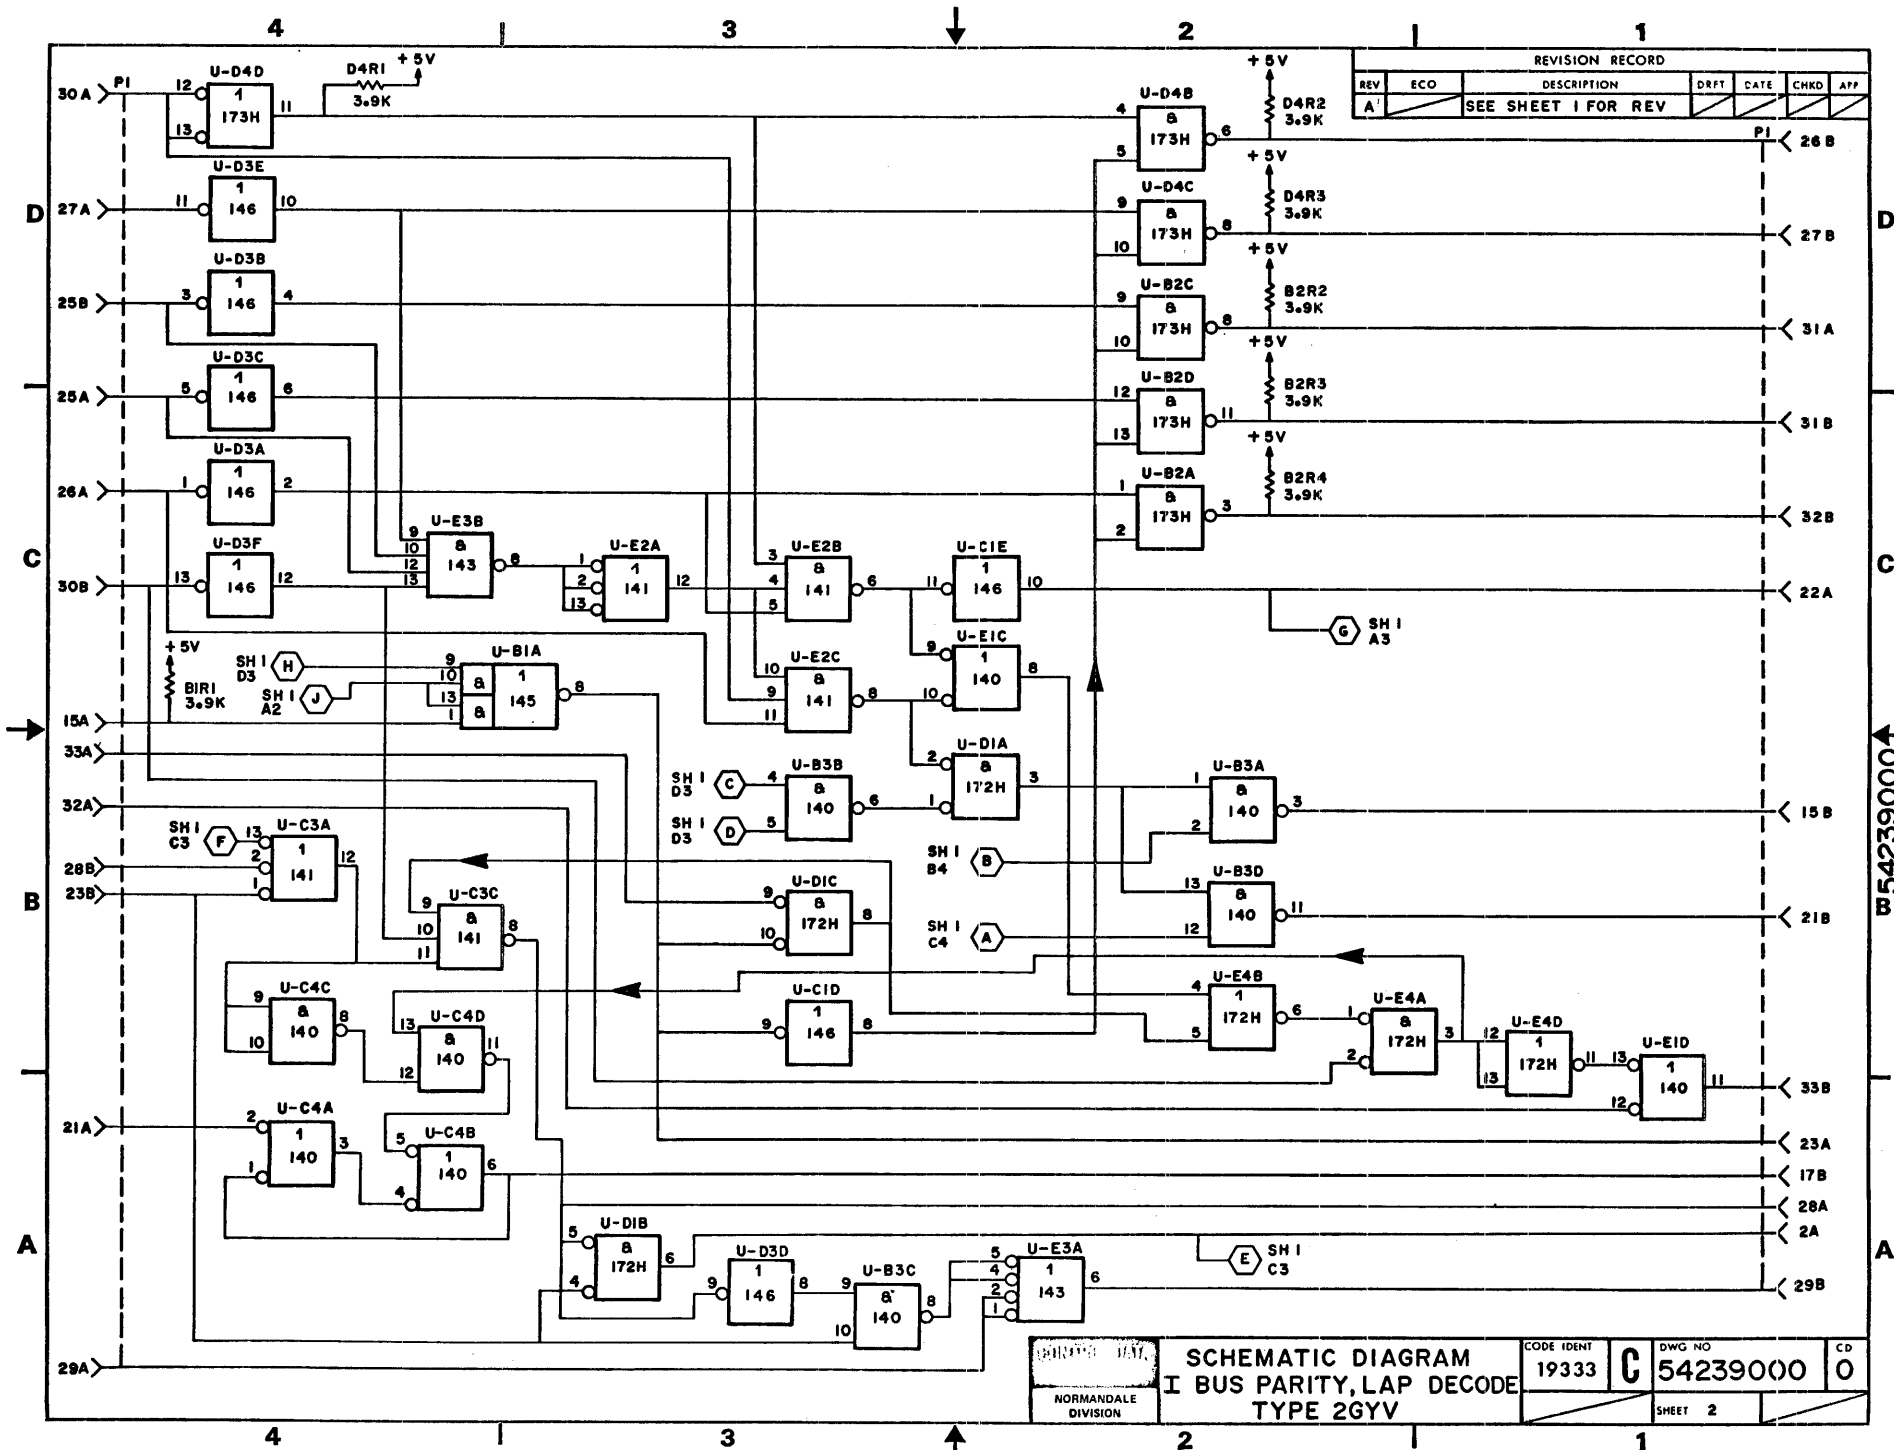 4 3 2 1
REVISION RECORD
REV ECO DESCRIPTION DRFT DATE CHKD APP
A SEE SHEET 1 FOR REV
30A P1 12 13 U-D4D 1 173H 11 D4R1 3.9K +5V
27A 11 U-D3E 1 146 10
25B 3 U-D3B 1 146 4
25A 5 U-D3C 1 146 6
26A 1 U-D3A 1 146 2
30B 13 U-D3F 1 146 12
4 5 U-D4B & 173H 6 +5V D4R2 3.9K P1 26B
9 10 U-D4C & 173H 8 +5V D4R3 3.9K 27B
9 10 U-B2C & 173H 8 +5V B2R2 3.9K 31A
12 13 U-B2D & 173H 11 +5V B2R3 3.9K 31B
1 2 U-B2A & 173H 3 +5V B2R4 3.9K 32B
D D
C C
9 10 12 13 U-E3B & 143 8
1 2 13 U-E2A 1 141 12
3 4 5 U-E2B & 141 6
11 U-C1E 1 146 10 22A
G SH 1 A3
9 10 U-E1C 1 140 8
10 9 11 U-E2C & 141 8
+5V B1R1 3.9K
SH 1 D3 H
SH 1 A2 J
9 10 13 1 U-B1A & & 1 145 8
15A
33A
32A
2 1 U-D1A & 172H 3
SH 1 D3 C 4
SH 1 D3 D 5
U-B3B & 140 6
1 2 U-B3A & 140 3 15B
SH 1 B4 B
13 12 U-B3D & 140 11 21B
SH 1 C4 A
SH 1 C3 F 13
28B 2
23B 1
U-C3A 1 141 12
9 10 11 U-C3C & 141 8
9 10 U-D1C & 172H 8
B B
54239000
9 10 U-C4C & 140 8
13 12 U-C4D & 140 11
9 U-C1D 1 146 8
4 5 U-E4B 1 172H 6
1 2 U-E4A & 172H 3
12 13 U-E4D 1 172H 11
13 12 U-E1D 1 140 11 33B
21A 2 1 U-C4A 1 140 3
5 4 U-C4B 1 140 6
23A
17B
28A
2A
5 4 U-D1B & 172H 6
E SH 1 C3
9 U-D3D 1 146 8
9 10 U-B3C & 140 8
5 4 2 1 U-E3A 1 143 6 29B
A A
29A
NORMANDALE DIVISION
SCHEMATIC DIAGRAM
I BUS PARITY, LAP DECODE
TYPE 2GYV
CODE IDENT 19333 C
DWG NO 54239000
CD 0
SHEET 2
4 3 2 1